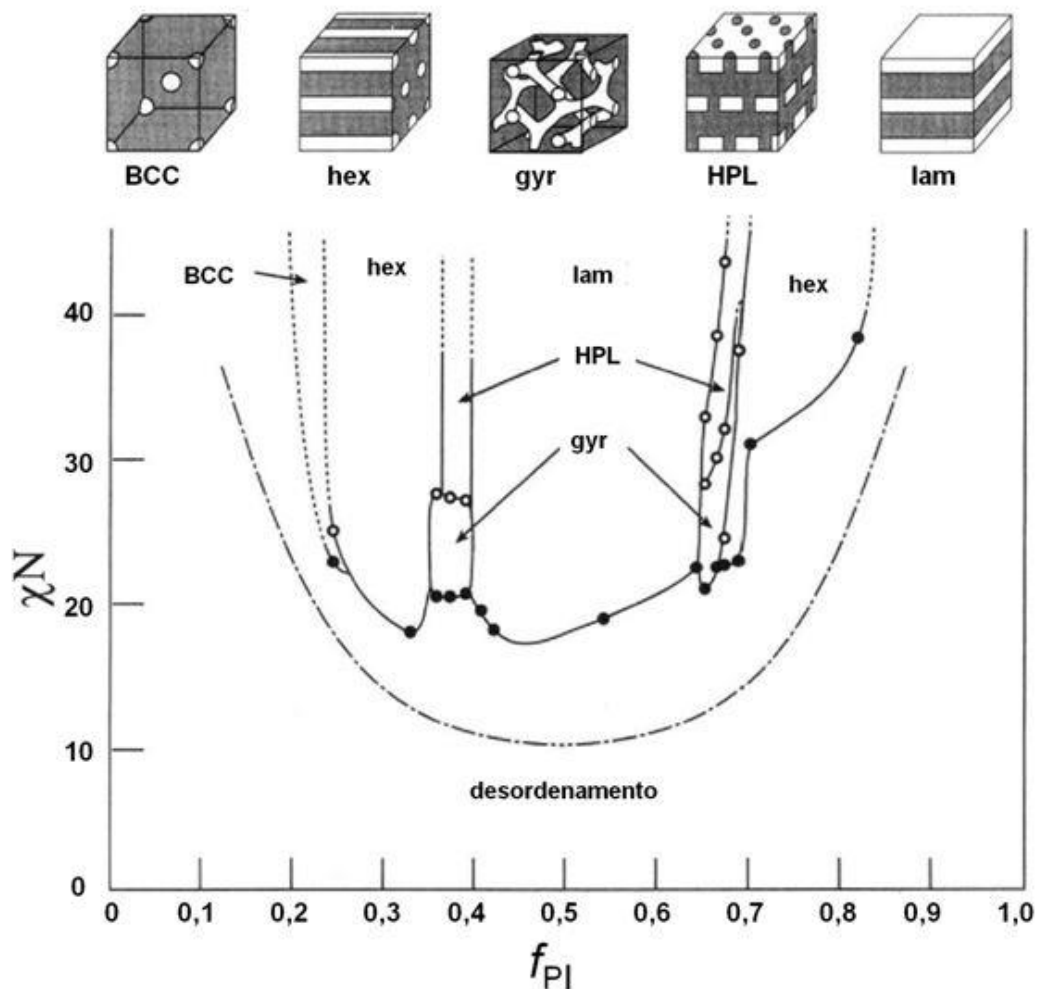 BCC hex gyr HPL lam
BCC hex lam hex
HPL
gyr
desordenamento
40
30
20
10
0
χN
0 0,1 0,2 0,3 0,4 0,5 0,6 0,7 0,8 0,9 1,0
fPI